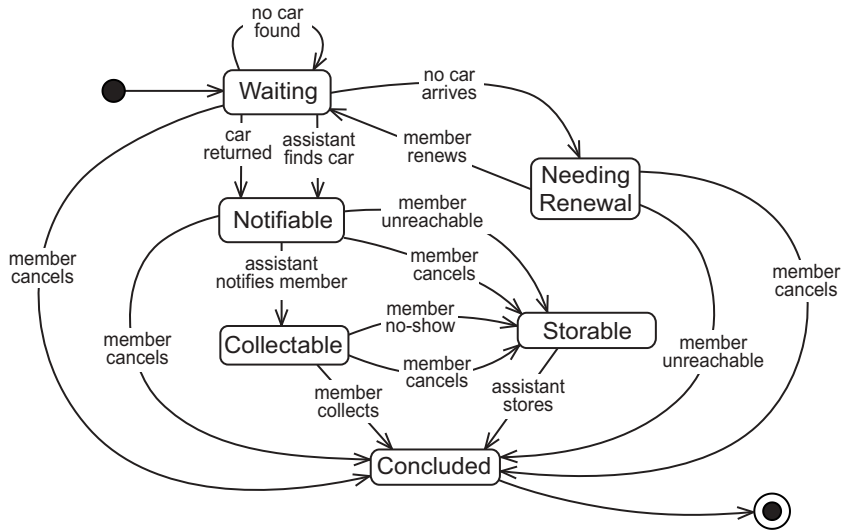 no car
found
Waiting
no car
arrives
car
returned
assistant
finds car
member
renews
Needing
Renewal
member
unreachable
Notifiable
member
cancels
assistant
notifies member
member
cancels
member
cancels
member
no-show
Storable
member
cancels
Collectable
member
unreachable
member
cancels
member
collects
member
cancels
assistant
stores
Concluded